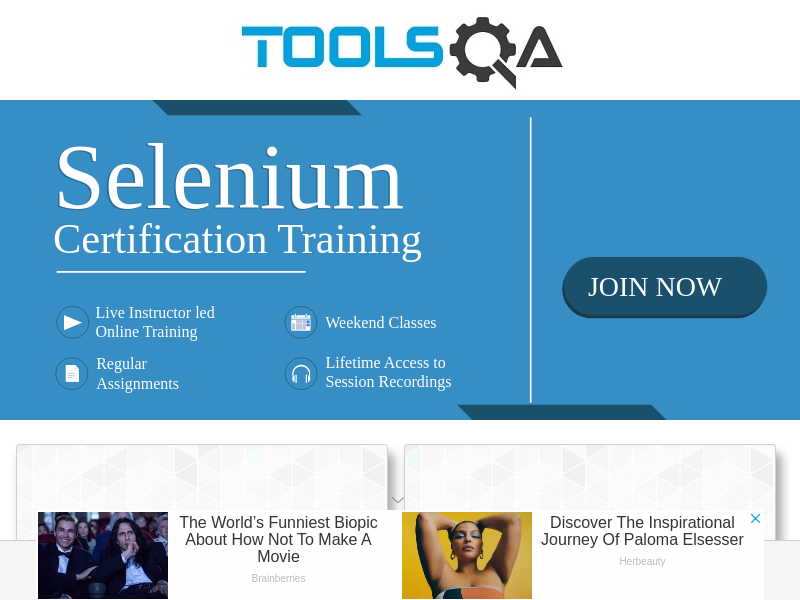 TOOLSQA
Selenium
Certification Training
Live Instructor led
Online Training
Weekend Classes
Regular
Assignments
Lifetime Access to
Session Recordings
JOIN NOW
The World's Funniest Biopic
About How Not To Make A
Movie
Brainberries
Discover The Inspirational
Journey Of Paloma Elsesser
Herbeauty